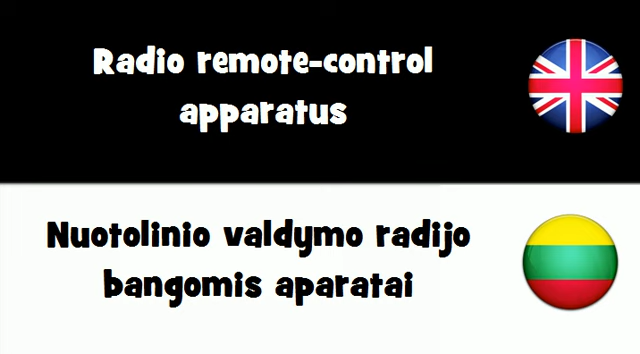 Radio remote-control
apparatus
Nuotolinio valdymo radijo
bangomis aparatai